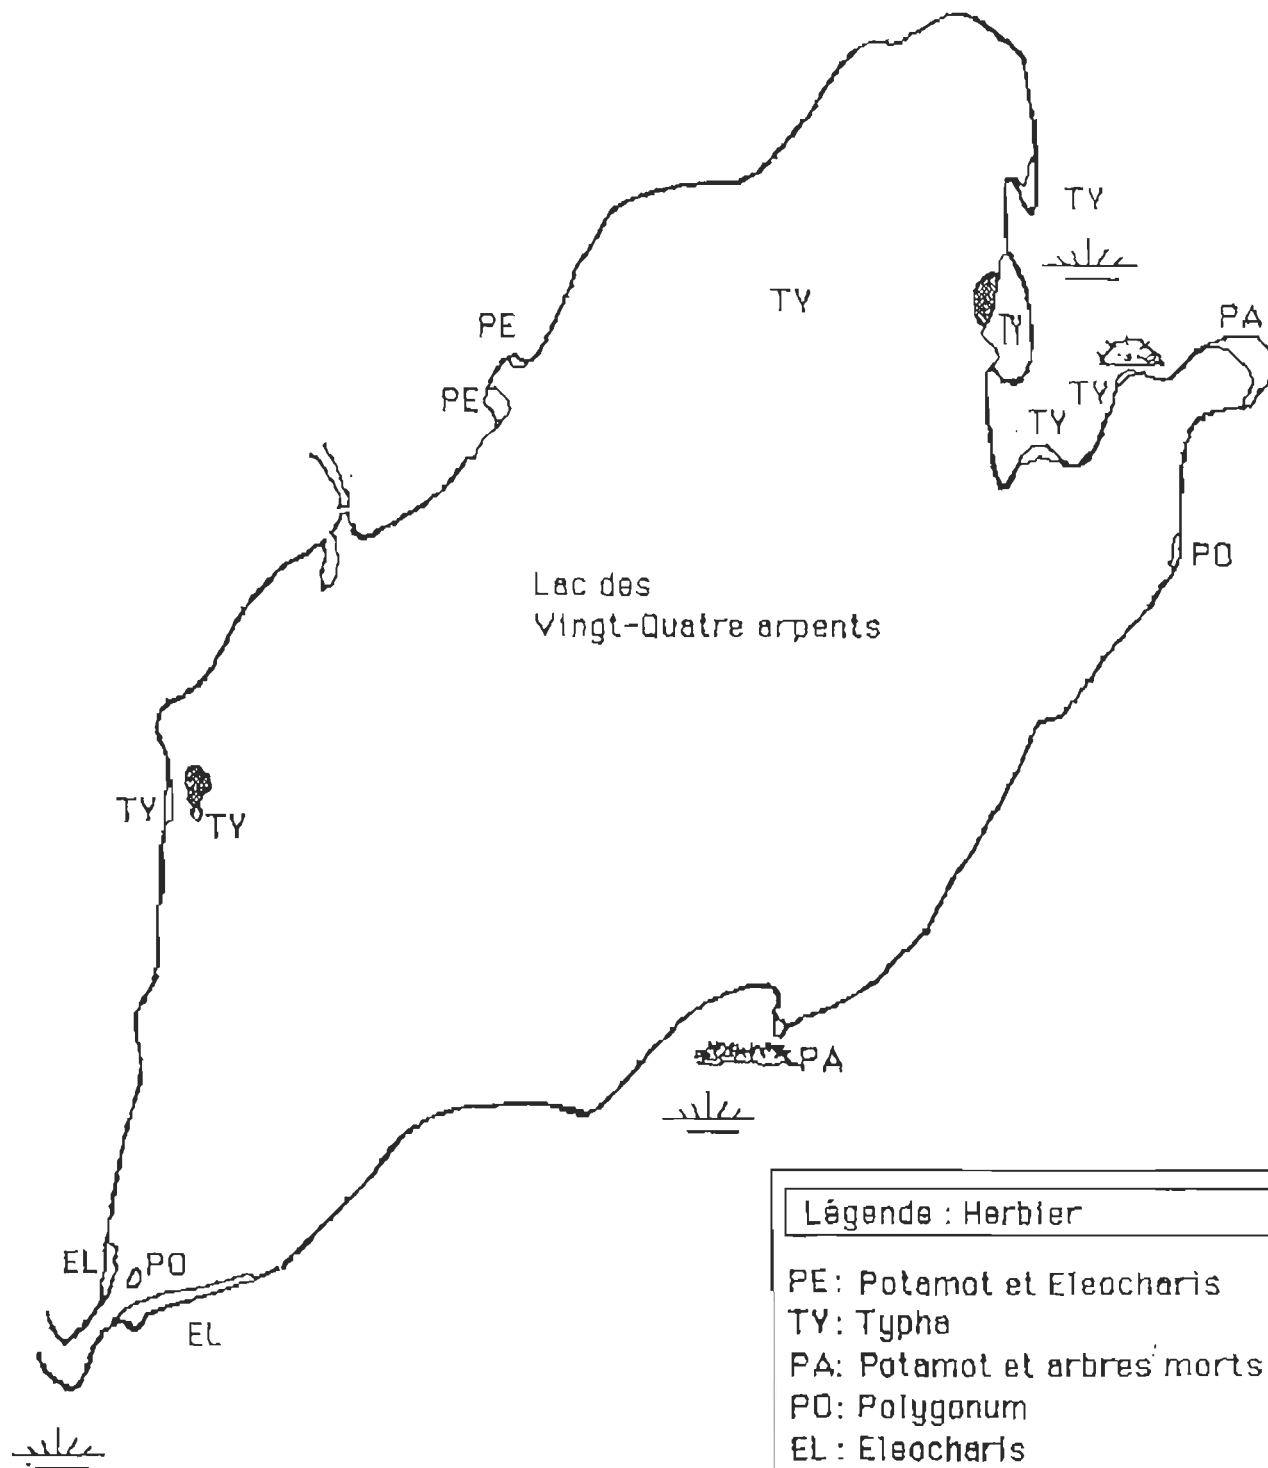 TY
TY
PE
TY
PA
PE
TY
TY
PO
Lac des
Vingt-Quatre arpents
TY
TY
PA
EL
PO
EL
Légende : Herbier
PE: Potamot et Eleocharis
TY: Typha
PA: Potamot et arbres morts
PO: Polygonum
EL: Eleocharis